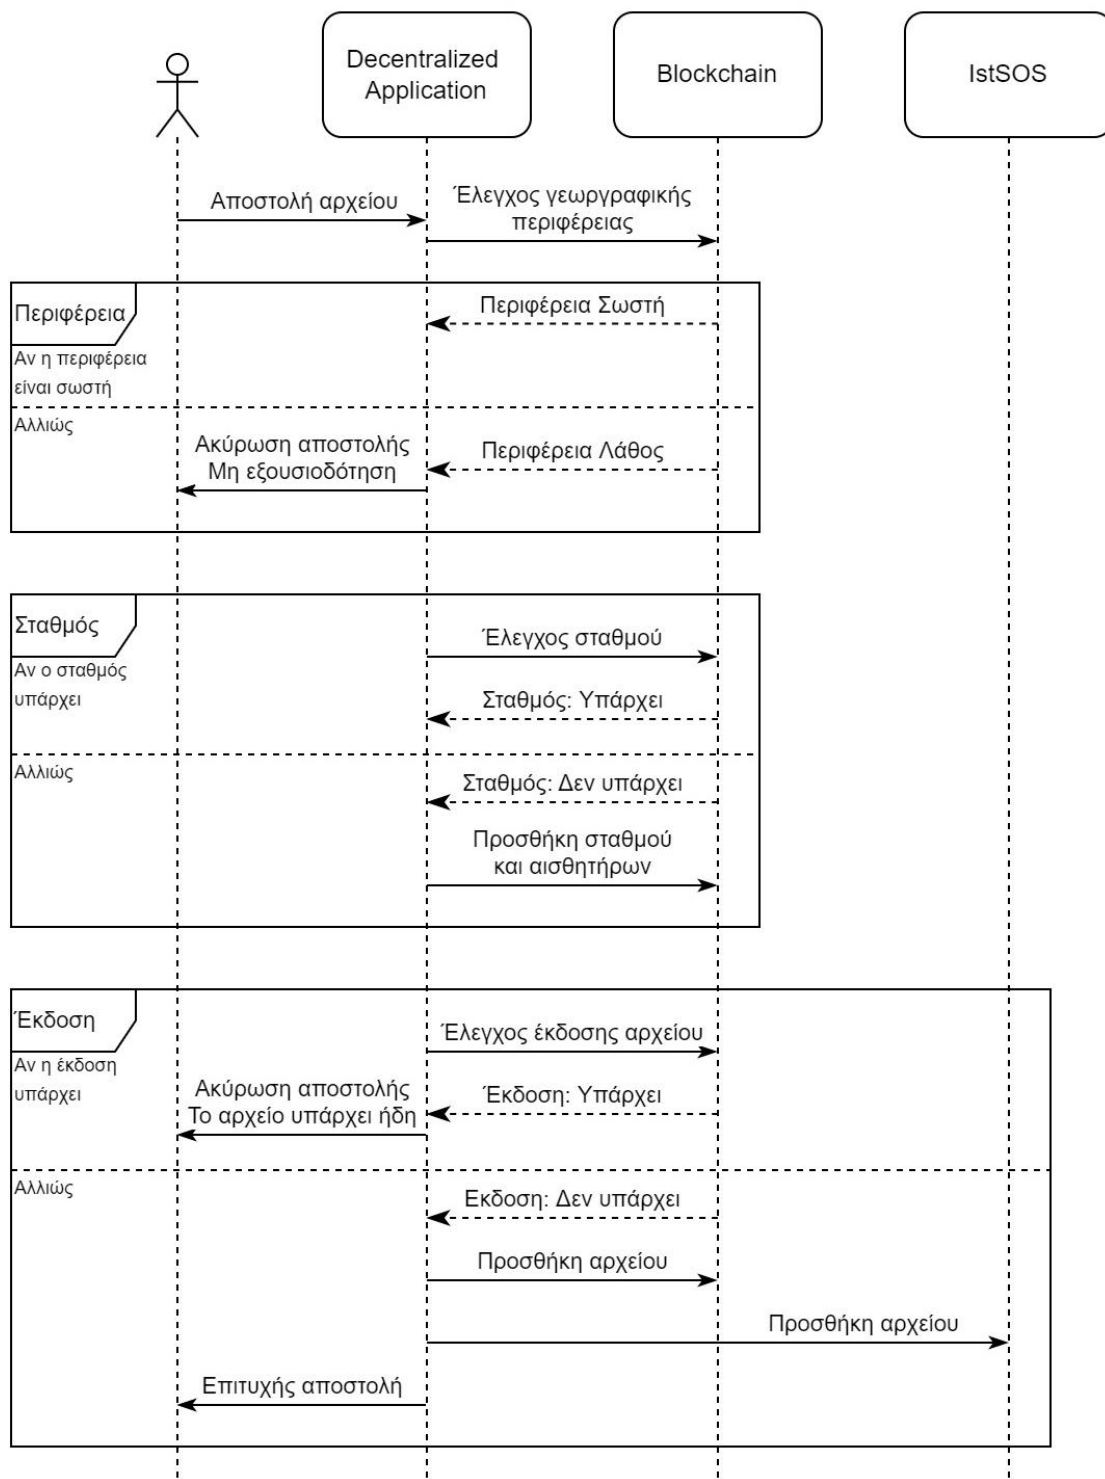 Decentralized
Application
Blockchain
IstSOS
Αποστολή αρχείου
Έλεγχος γεωργραφικής
περιφέρειας
Περιφέρεια
Περιφέρεια Σωστή
Αν η περιφέρεια
είναι σωστή
Αλλιώς
Ακύρωση αποστολής
Μη εξουσιοδότηση
Περιφέρεια Λάθος
Σταθμός
Έλεγχος σταθμού
Αν ο σταθμός
υπάρχει
Σταθμός: Υπάρχει
Αλλιώς
Σταθμός: Δεν υπάρχει
Προσθήκη σταθμού
και αισθητήρων
Έκδοση
Έλεγχος έκδοσης αρχείου
Αν η έκδοση
υπάρχει
Ακύρωση αποστολής
Το αρχείο υπάρχει ήδη
Έκδοση: Υπάρχει
Αλλιώς
Εκδοση: Δεν υπάρχει
Προσθήκη αρχείου
Προσθήκη αρχείου
Επιτυχής αποστολή